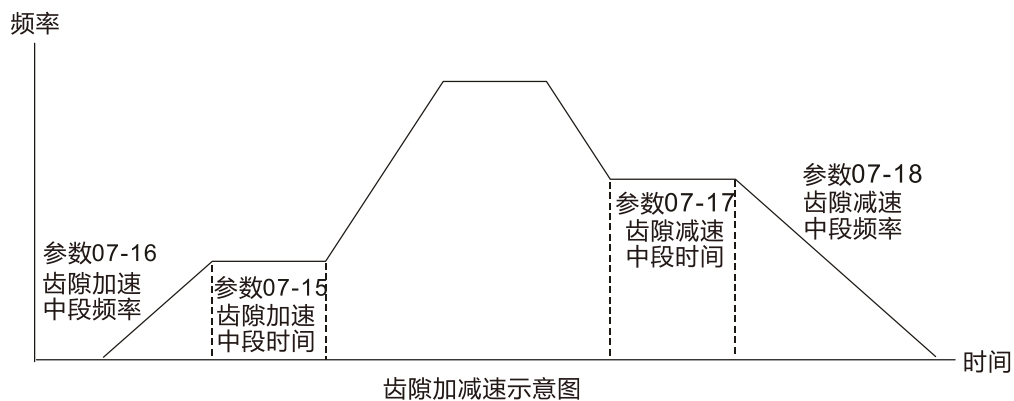 频率
参数07-18
齿隙减速
中段频率
参数07-17
齿隙减速
中段时间
参数07-16
齿隙加速
中段频率
参数07-15
齿隙加速
中段时间
时间
齿隙加减速示意图